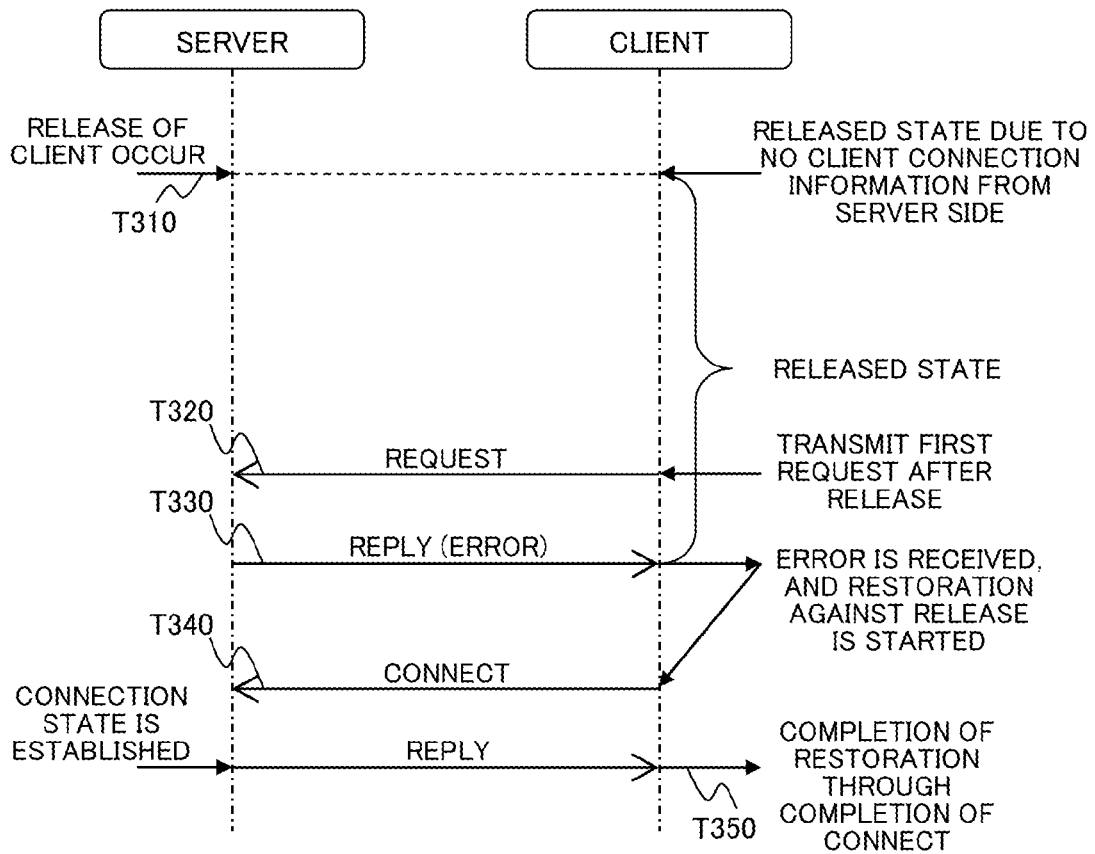 SERVER
CLIENT
RELEASE OF
CLIENT OCCUR
T310
RELEASED STATE DUE TO
NO CLIENT CONNECTION
INFORMATION FROM
SERVER SIDE
RELEASED STATE
T320
REQUEST
TRANSMIT FIRST
REQUEST AFTER
RELEASE
T330
REPLY (ERROR)
ERROR IS RECEIVED,
AND RESTORATION
AGAINST RELEASE
IS STARTED
T340
CONNECT
CONNECTION
STATE IS
ESTABLISHED
REPLY
T350
COMPLETION OF
RESTORATION
THROUGH
COMPLETION OF
CONNECT